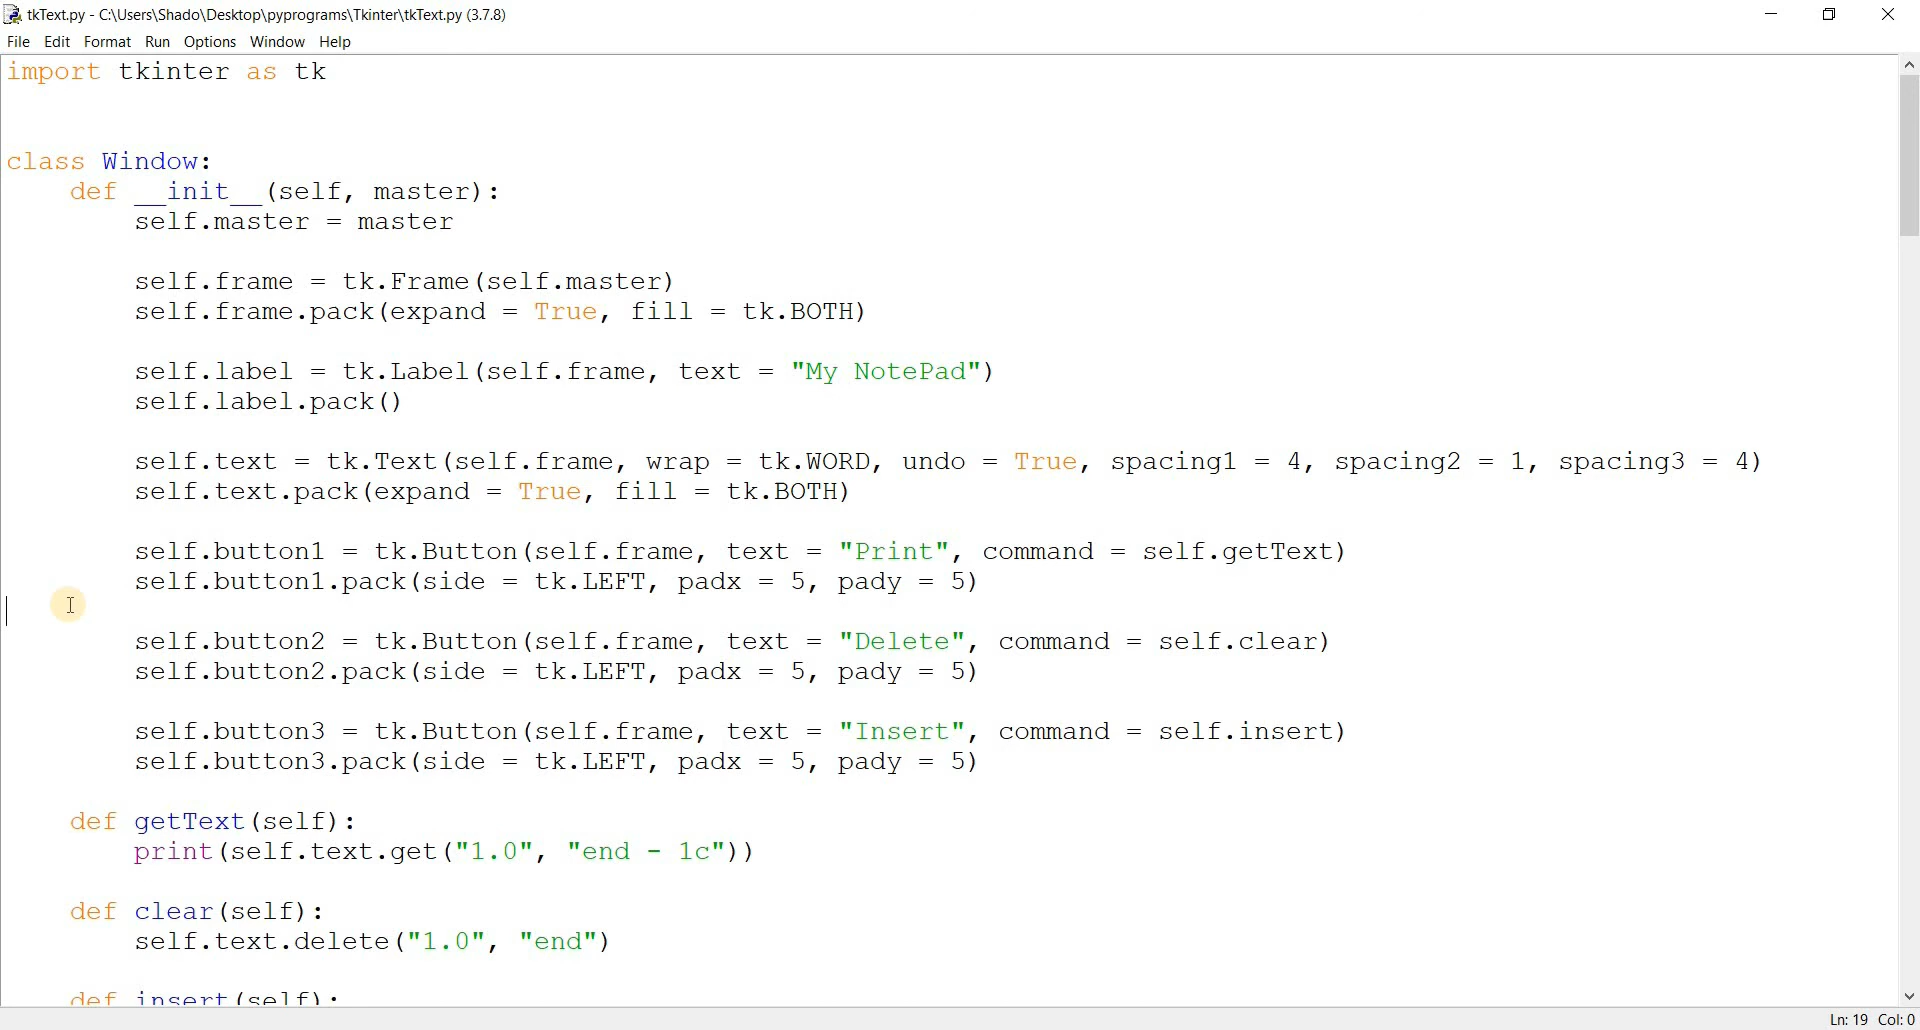 tkText.py - C:\Users\Shado\Desktop\pyprograms\Tkinter\tkText.py (3.7.8)
File Edit Format Run Options Window Help
import tkinter as tk
class Window:
    def __init__(self, master):
        self.master = master
        self.frame = tk.Frame(self.master)
        self.frame.pack(expand = True, fill = tk.BOTH)
        self.label = tk.Label(self.frame, text = "My NotePad")
        self.label.pack()
        self.text = tk.Text(self.frame, wrap = tk.WORD, undo = True, spacing1 = 4, spacing2 = 1, spacing3 = 4)
        self.text.pack(expand = True, fill = tk.BOTH)
        self.button1 = tk.Button(self.frame, text = "Print", command = self.getText)
        self.button1.pack(side = tk.LEFT, padx = 5, pady = 5)
        self.button2 = tk.Button(self.frame, text = "Delete", command = self.clear)
        self.button2.pack(side = tk.LEFT, padx = 5, pady = 5)
        self.button3 = tk.Button(self.frame, text = "Insert", command = self.insert)
        self.button3.pack(side = tk.LEFT, padx = 5, pady = 5)
    def getText(self):
        print(self.text.get("1.0", "end - 1c"))
    def clear(self):
        self.text.delete("1.0", "end")
    def insert(self):
Ln: 19 Col: 0